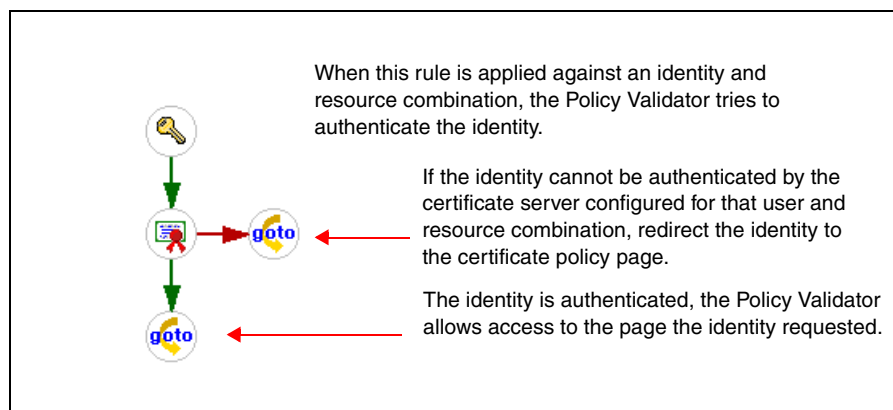 When this rule is applied against an identity and
resource combination, the Policy Validator tries to
authenticate the identity.
If the identity cannot be authenticated by the
certificate server configured for that user and
resource combination, redirect the identity to
the certificate policy page.
goto
The identity is authenticated, the Policy Validator
allows access to the page the identity requested.
goto